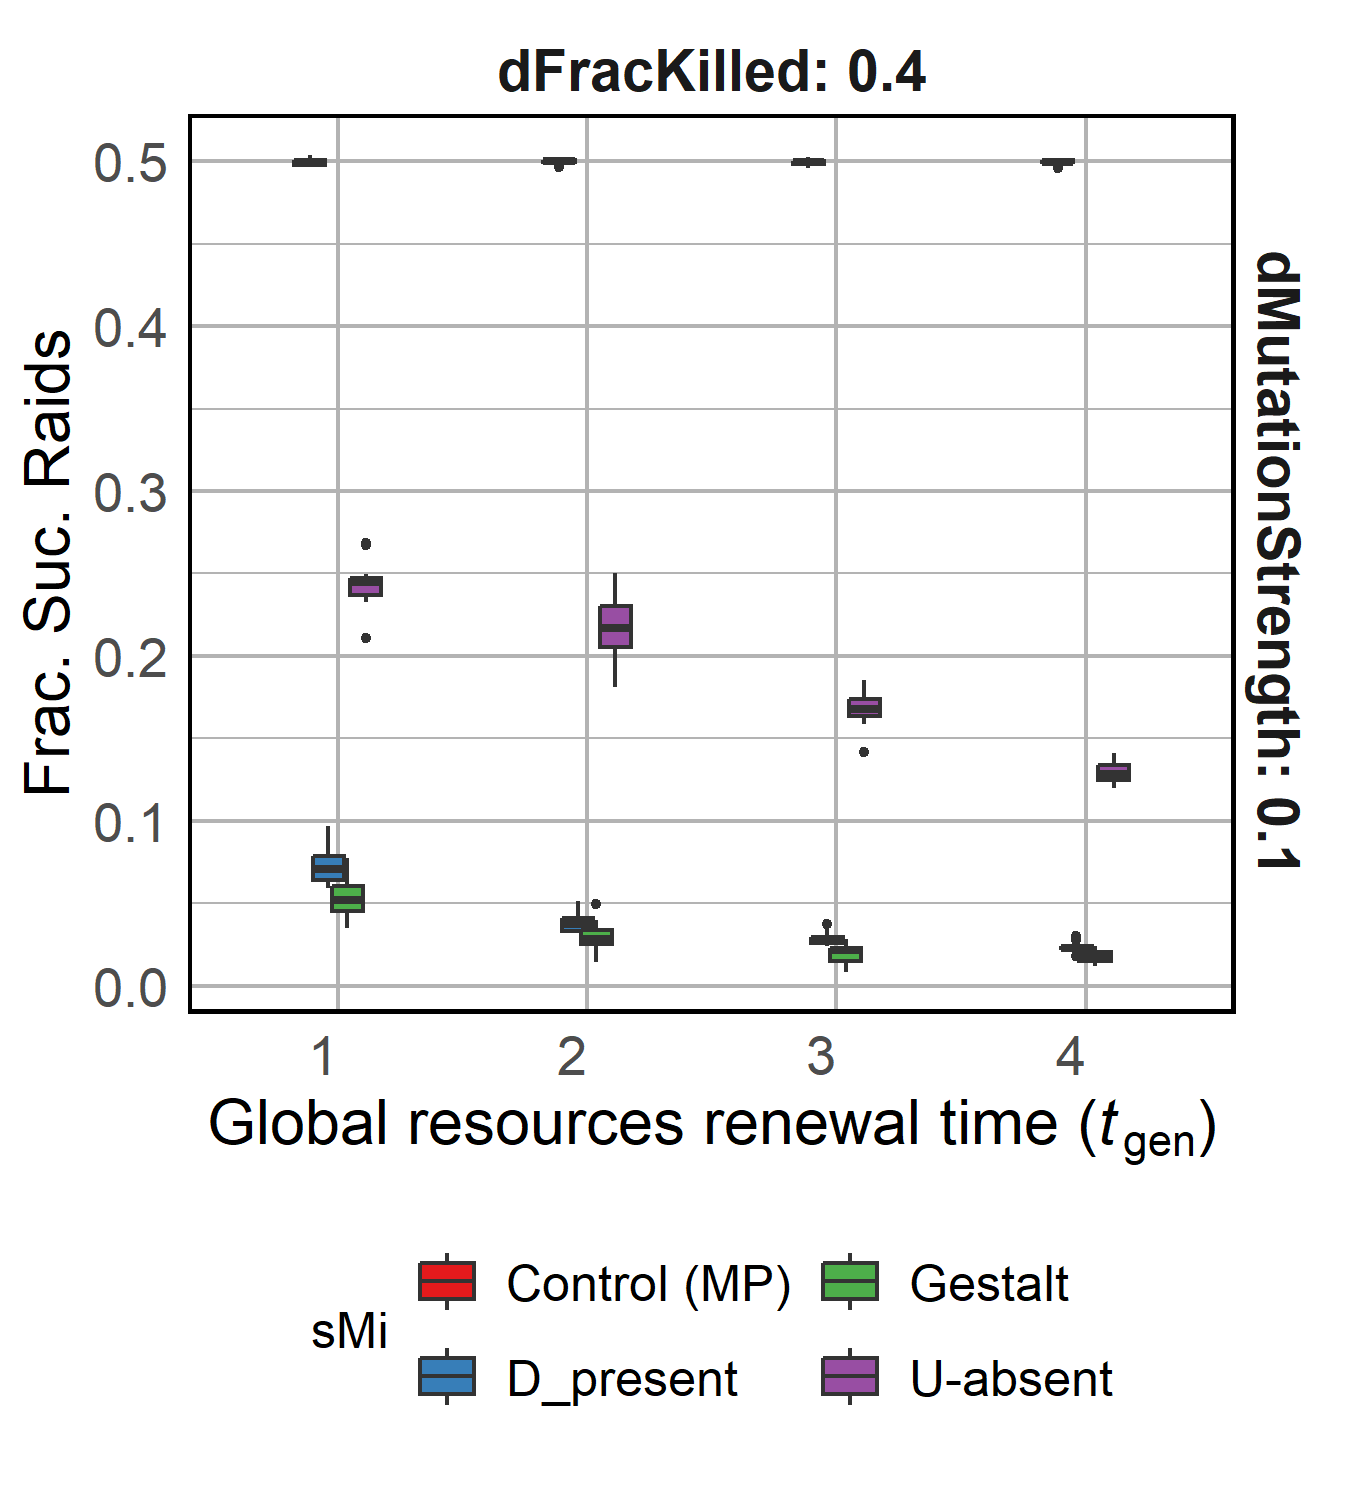 dFracKilled: 0.4
0.5
0.4
0.3
0.2
0.1
0.0
Frac. Suc. Raids
dMutationStrength: 0.1
1 2 3 4
Global resources renewal time (t gen)
sMi
Control (MP)
Gestalt
D_present
U-absent